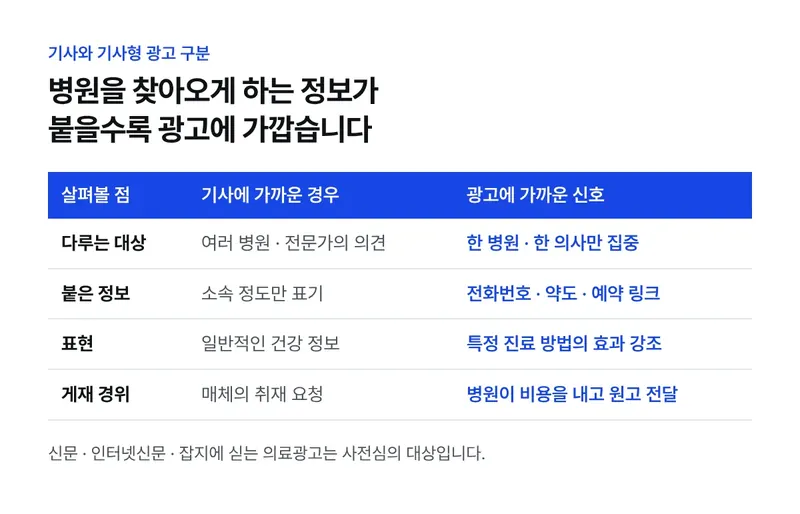 기사와 기사형 광고 구분
병원을 찾아오게 하는 정보가
붙을수록 광고에 가깝습니다
살펴볼 점 기사에 가까운 경우 광고에 가까운 신호
다루는 대상 여러 병원 · 전문가의 의견 한 병원 · 한 의사만 집중
붙은 정보 소속 정도만 표기 전화번호 · 약도 · 예약 링크
표현 일반적인 건강 정보 특정 진료 방법의 효과 강조
게재 경위 매체의 취재 요청 병원이 비용을 내고 원고 전달
신문 · 인터넷신문 · 잡지에 싣는 의료광고는 사전심의 대상입니다.